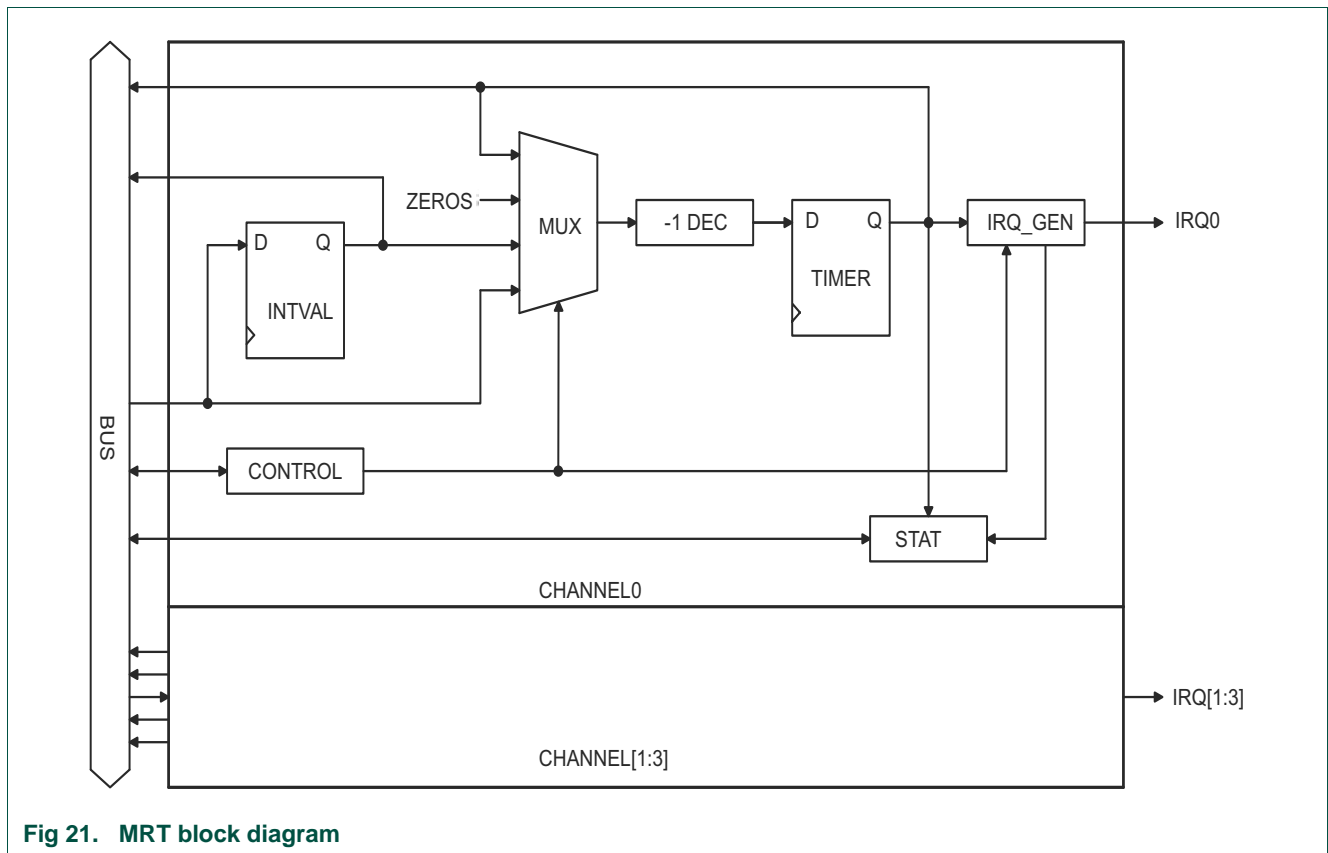 ZEROS
MUX
-1 DEC
D Q
TIMER
IRQ_GEN
IRQ0
D Q
INTVAL
BUS
CONTROL
STAT
CHANNEL0
IRQ[1:3]
CHANNEL[1:3]
Fig 21. MRT block diagram